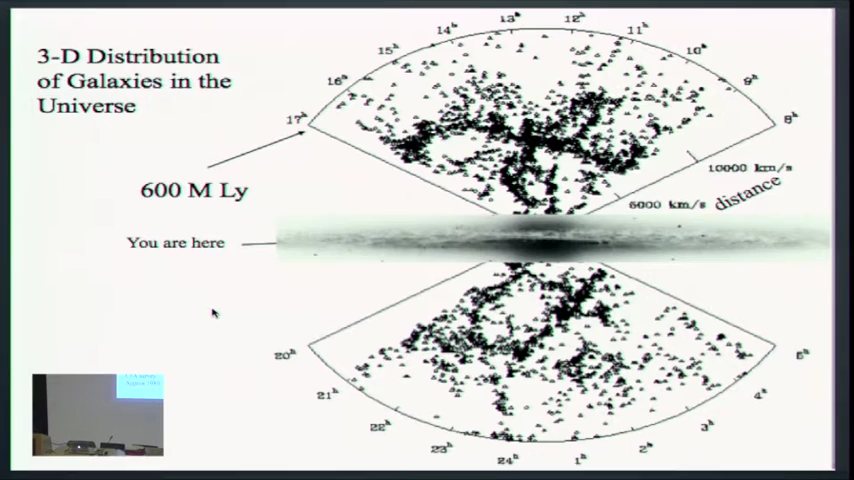 3-D Distribution
of Galaxies in the
Universe
13h
12h
14h
11h
15h
10h
16h
9h
17h
8h
10000 km/s
600 M Ly
6000 km/s
distance
You are here
20h
5h
21h
4h
22h
3h
23h
2h
24h
1h